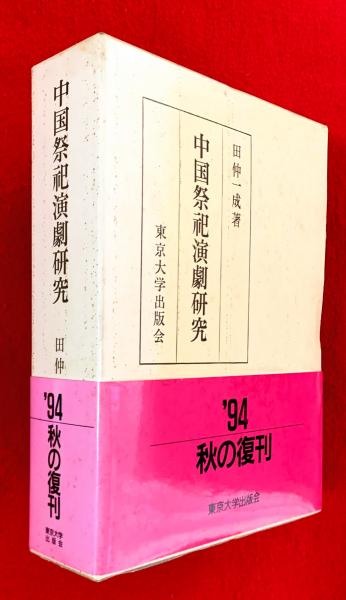 中国祭祀演劇研究
田仲
'94
秋の復刊
東京大学
出版会
田仲一成著
中国祭祀演劇研究
東京大学出版会
'94
秋の復刊
東京大学出版会